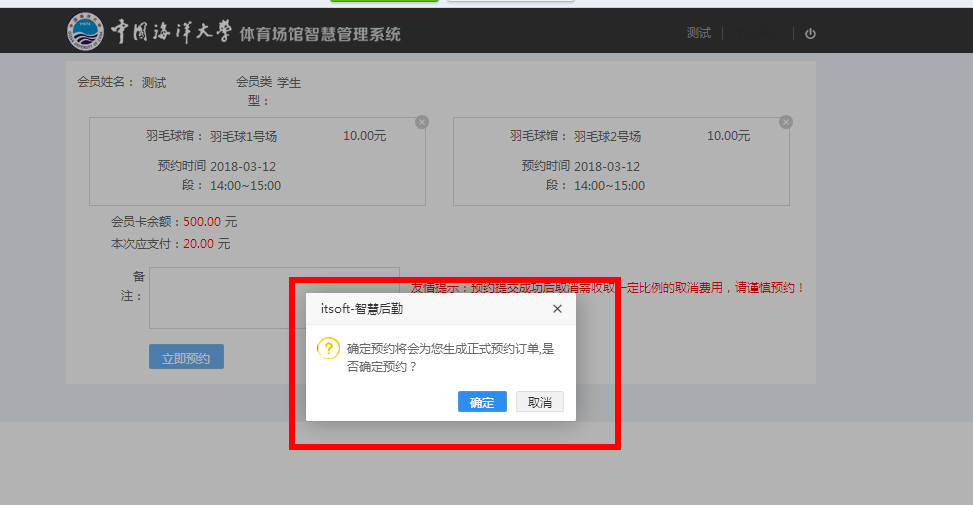 中国海洋大学 体育场馆智慧管理系统
测试
会员姓名： 测试 会员类型： 学生
羽毛球馆： 羽毛球1号场 10.00元
预约时间段： 2018-03-12
14:00~15:00
羽毛球馆： 羽毛球2号场 10.00元
预约时间段： 2018-03-12
14:00~15:00
会员卡余额：500.00 元
本次应支付：20.00 元
备注：
友情提示：预约提交成功后取消需收取一定比例的取消费用，请谨慎预约！
立即预约
itsoft-智慧后勤
确定预约将会为您生成正式预约订单,是
否确定预约？
确定 取消